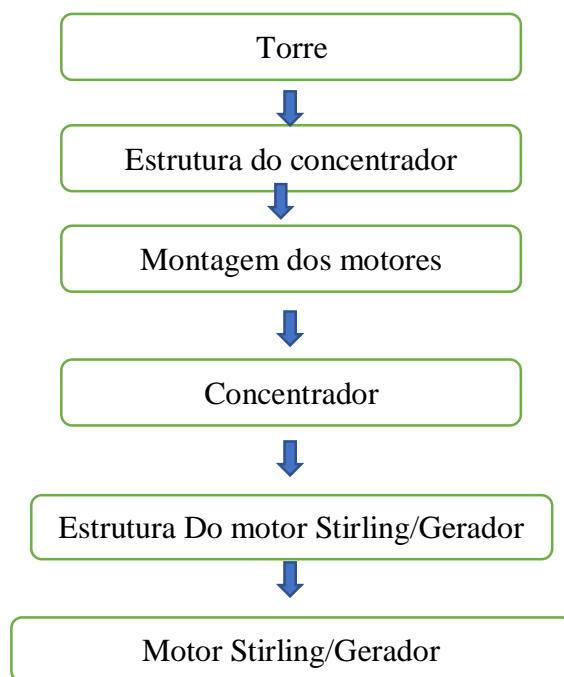 Torre
Estrutura do concentrador
Montagem dos motores
Concentrador
Estrutura Do motor Stirling/Gerador
Motor Stirling/Gerador